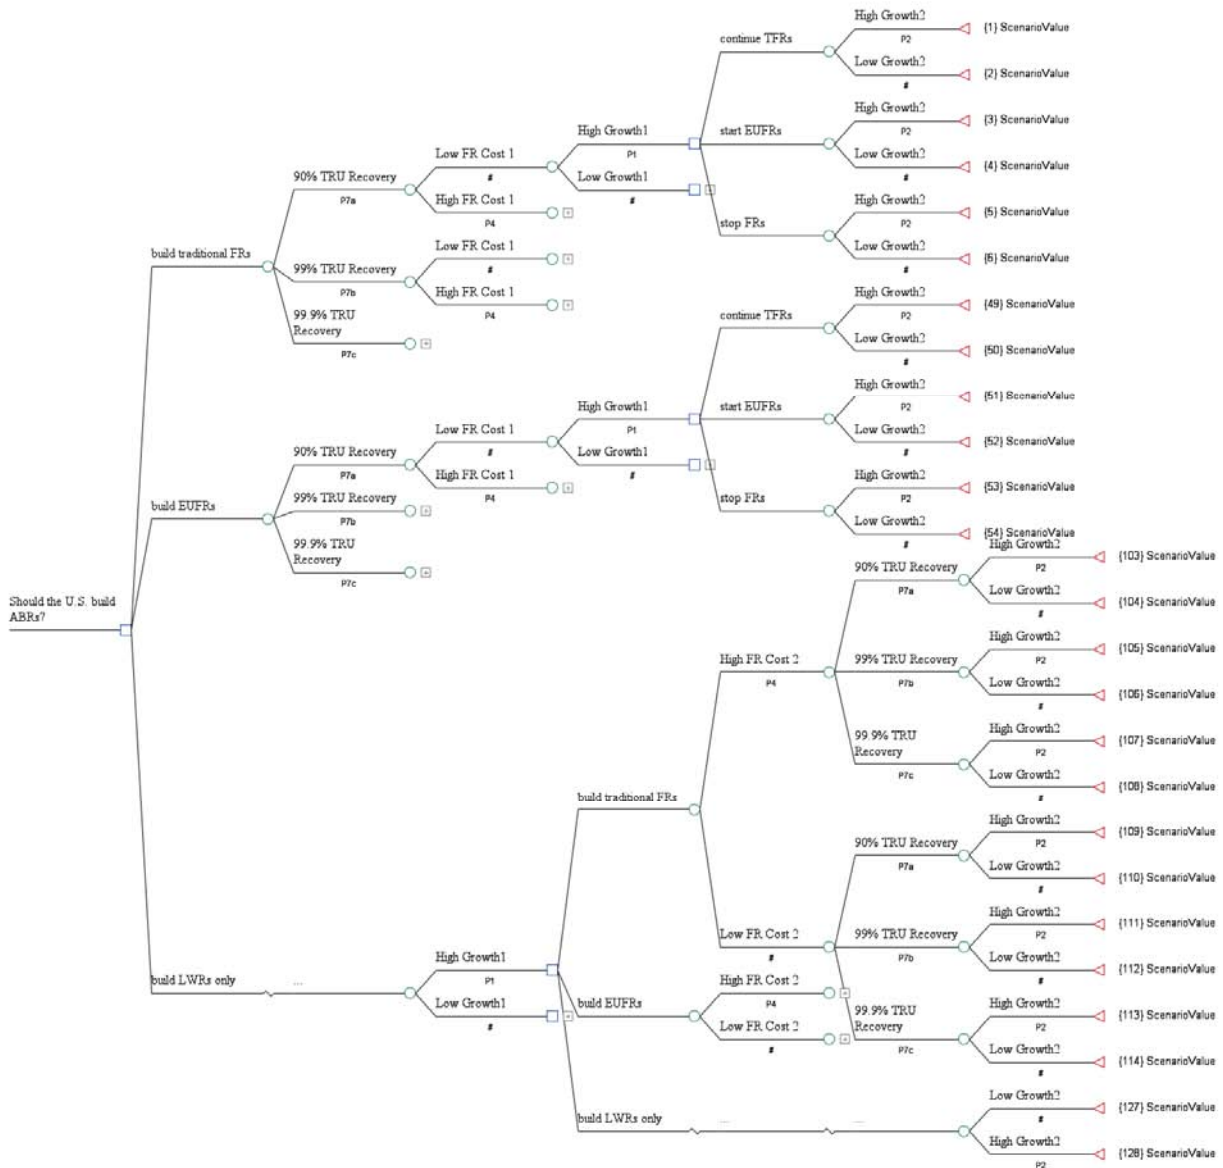 High Growth2
P2
{1} ScenarioValue
continue TFRs
Low Growth2
#
{2} ScenarioValue
High Growth2
P2
{3} ScenarioValue
High Growth1
P1
start EUFRs
Low Growth2
#
{4} ScenarioValue
Low FR Cost 1
#
90% TRU Recovery
P7a
Low Growth1
#
High FR Cost 1
P4
High Growth2
P2
{5} ScenarioValue
stop FRs
Low Growth2
#
{6} ScenarioValue
build traditional FRs
Low FR Cost 1
#
99% TRU Recovery
P7b
High FR Cost 1
P4
99.9% TRU
Recovery
P7c
High Growth2
P2
{49} ScenarioValue
continue TFRs
Low Growth2
#
{50} ScenarioValue
High Growth2
P2
{51} ScenarioValue
High Growth1
P1
start EUFRs
Low Growth2
#
{52} ScenarioValue
Low FR Cost 1
#
90% TRU Recovery
P7a
Low Growth1
#
High FR Cost 1
P4
High Growth2
P2
{53} ScenarioValue
build EUFRs
99% TRU Recovery
P7b
stop FRs
Low Growth2
#
{54} ScenarioValue
99.9% TRU
Recovery
P7c
Should the U.S. build
ABRs?
High Growth2
P2
{103} ScenarioValue
90% TRU Recovery
P7a
Low Growth2
#
{104} ScenarioValue
High Growth2
P2
{105} ScenarioValue
High FR Cost 2
P4
99% TRU Recovery
P7b
Low Growth2
#
{106} ScenarioValue
99.9% TRU
Recovery
P7c
High Growth2
P2
{107} ScenarioValue
Low Growth2
#
{108} ScenarioValue
build traditional FRs
High Growth2
P2
{109} ScenarioValue
90% TRU Recovery
P7a
Low Growth2
#
{110} ScenarioValue
High Growth2
P2
{111} ScenarioValue
Low FR Cost 2
#
99% TRU Recovery
P7b
Low Growth2
#
{112} ScenarioValue
build LWRs only
...
High Growth1
P1
Low Growth1
#
build EUFRs
High FR Cost 2
P4
Low FR Cost 2
#
99.9% TRU
Recovery
P7c
High Growth2
P2
{113} ScenarioValue
Low Growth2
#
{114} ScenarioValue
build LWRs only
...
...
Low Growth2
#
{127} ScenarioValue
High Growth2
P2
{128} ScenarioValue